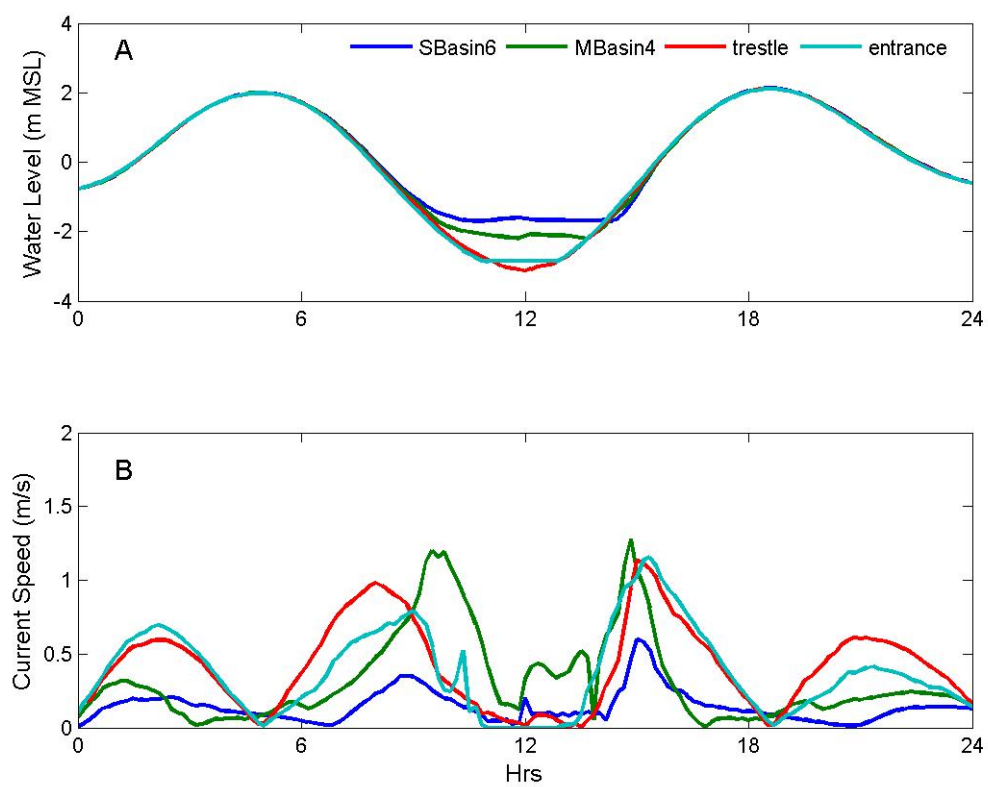 4
A
SBasin6 MBasin4 trestle entrance
2
0
-2
-4
Water Level (m MSL)
0 6 12 18 24
2
B
1.5
1
0.5
0
Current Speed (m/s)
0 6 12 18 24
Hrs